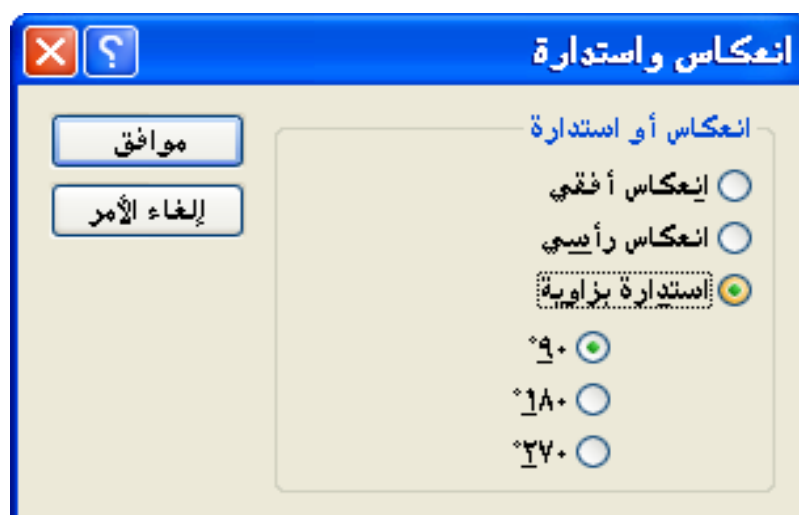 انعكاس واستدارة
؟
انعكاس أو استدارة
انعكاس أفقي
انعكاس رأسي
استدارة بزاوية
٩٠°
١٨٠°
٢٧٠°
موافق
إلغاء الأمر